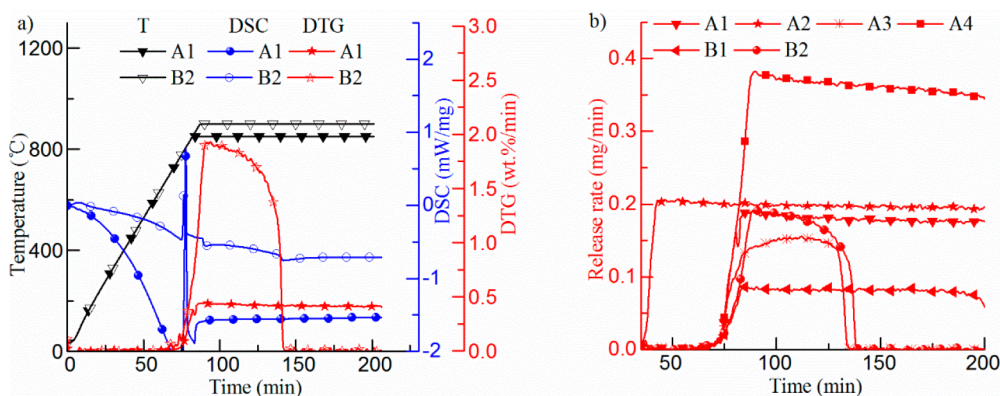 a)
T DSC DTG
A1 A1 A1
B2 B2 B2
1200
800
400
0
Temperature (℃)
0 50 100 150 200
Time (min)
2
1
0
-1
-2
DSC (mW/mg)
3.0
2.5
2.0
1.5
1.0
0.5
0.0
DTG (wt.%/min)
b)
A1 A2 A3 A4
B1 B2
0.4
0.3
0.2
0.1
0.0
Release rate (mg/min)
50 100 150 200
Time (min)